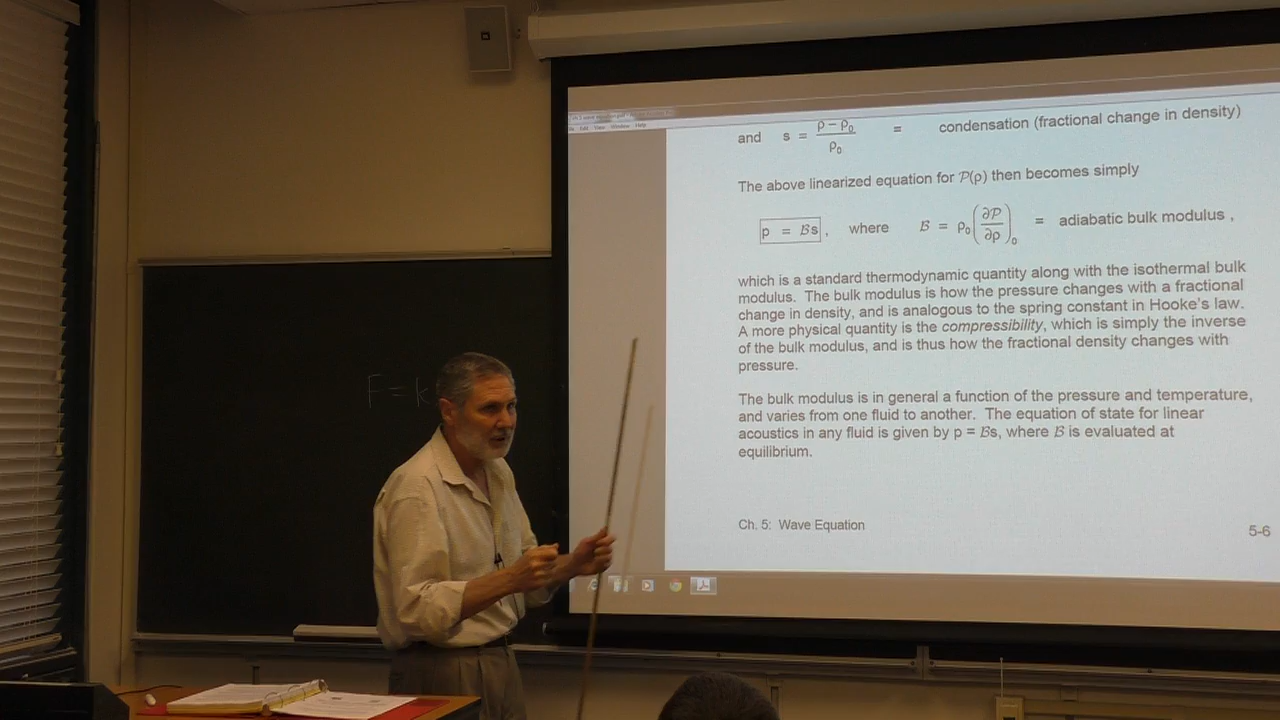 Edit View Window Help
and s = ρ – ρ₀ / ρ₀ = condensation (fractional change in density)
The above linearized equation for 𝒫(ρ) then becomes simply
p = ℬs , where ℬ = ρ₀(∂𝒫/∂ρ)₀ = adiabatic bulk modulus ,
which is a standard thermodynamic quantity along with the isothermal bulk
modulus. The bulk modulus is how the pressure changes with a fractional
change in density, and is analogous to the spring constant in Hooke's law.
A more physical quantity is the compressibility, which is simply the inverse
of the bulk modulus, and is thus how the fractional density changes with
pressure.
The bulk modulus is in general a function of the pressure and temperature,
and varies from one fluid to another. The equation of state for linear
acoustics in any fluid is given by p = ℬs, where ℬ is evaluated at
equilibrium.
Ch. 5: Wave Equation
5-6
F=k